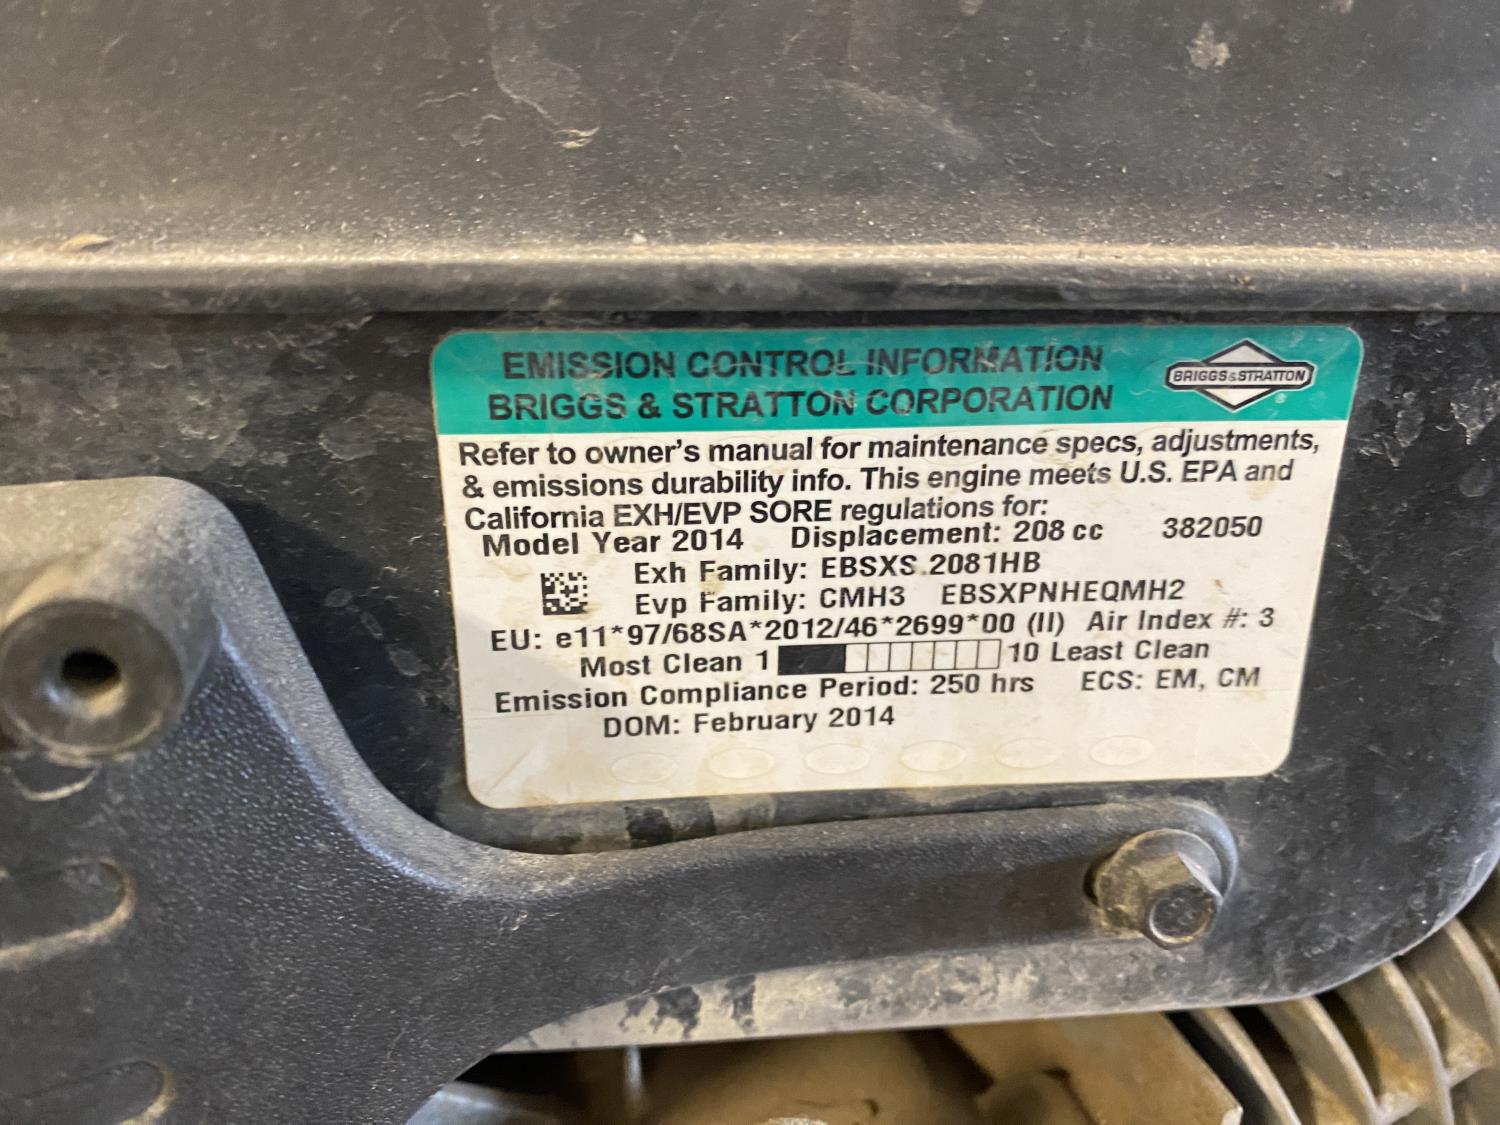 EMISSION CONTROL INFORMATION
BRIGGS & STRATTON CORPORATION
BRIGGS&STRATTON
®
Refer to owner's manual for maintenance specs, adjustments,
& emissions durability info. This engine meets U.S. EPA and
California EXH/EVP SORE regulations for:
Model Year 2014 Displacement: 208 cc 382050
Exh Family: EBSXS.2081HB
Evp Family: CMH3 EBSXPNHEQMH2
EU: e11*97/68SA*2012/46*2699*00 (II) Air Index #: 3
Most Clean 1 10 Least Clean
Emission Compliance Period: 250 hrs ECS: EM, CM
DOM: February 2014